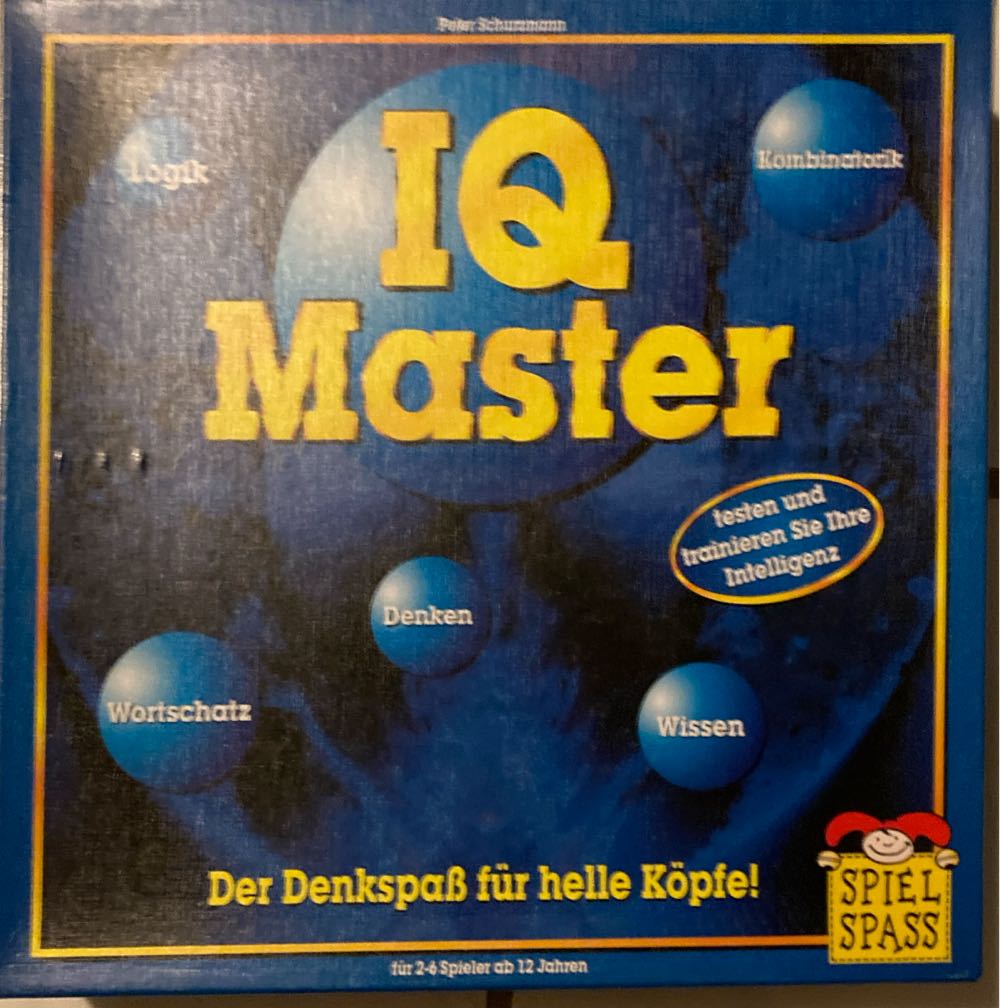 Peter Schurzmann
IQ
Master
Logik
Kombinatorik
testen und
trainieren Sie Ihre
Intelligenz
Denken
Wortschatz
Wissen
Der Denkspaß für helle Köpfe!
SPIEL
SPASS
für 2-6 Spieler ab 12 Jahren